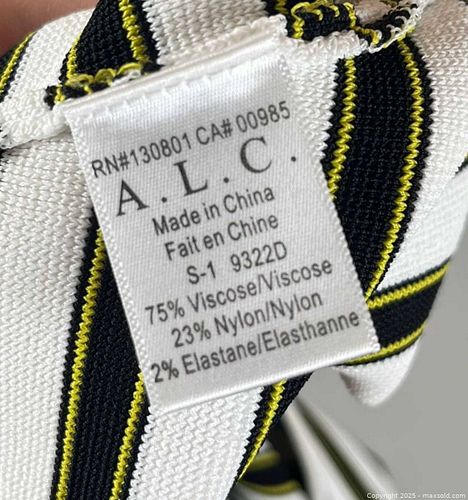 RN#130801 CA# 00985
A.L.C.
Made in China
Fait en Chine
S-1 9322D
75% Viscose/Viscose
23% Nylon/Nylon
2% Elastane/Elasthanne
Copyright 2025 - maxsold.com